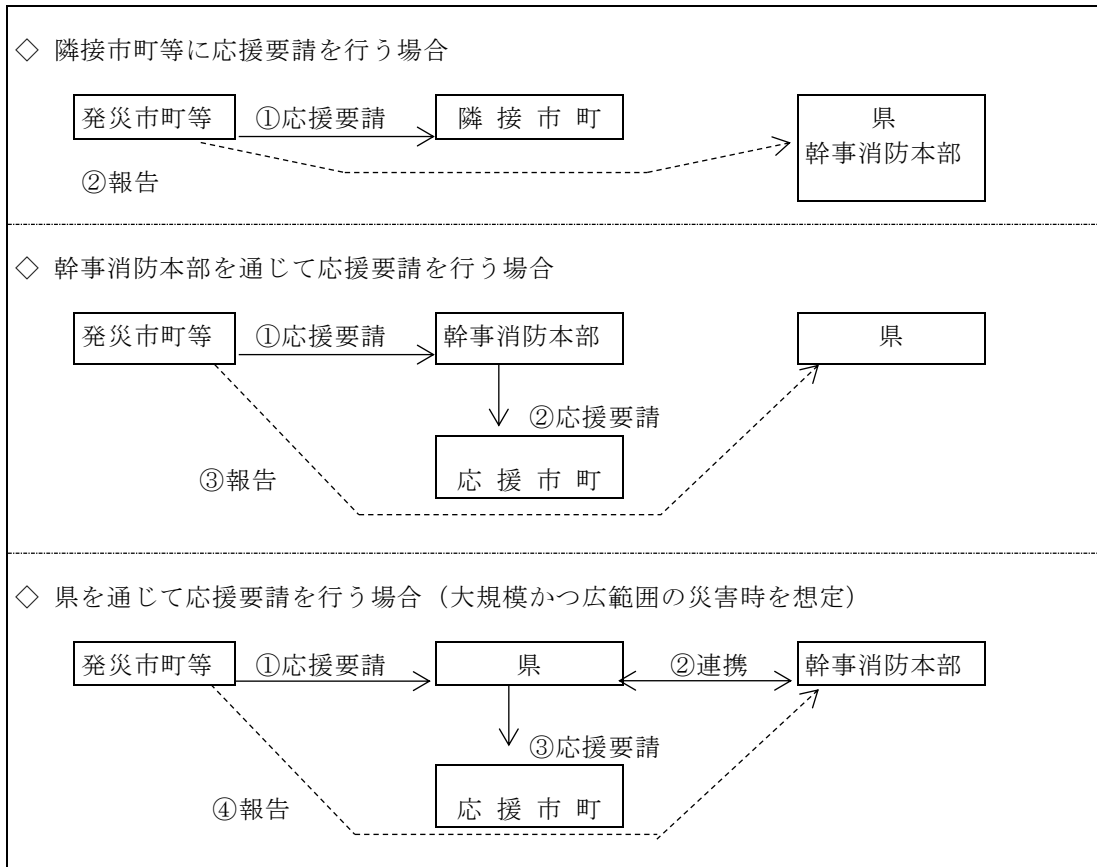 ◇ 隣接市町等に応援要請を行う場合
発災市町等 ①応援要請 隣 接 市 町 県
幹事消防本部
②報告
◇ 幹事消防本部を通じて応援要請を行う場合
発災市町等 ①応援要請 幹事消防本部 県
②応援要請
応 援 市 町
③報告
◇ 県を通じて応援要請を行う場合（大規模かつ広範囲の災害時を想定）
発災市町等 ①応援要請 県 ②連携 幹事消防本部
③応援要請
応 援 市 町
④報告